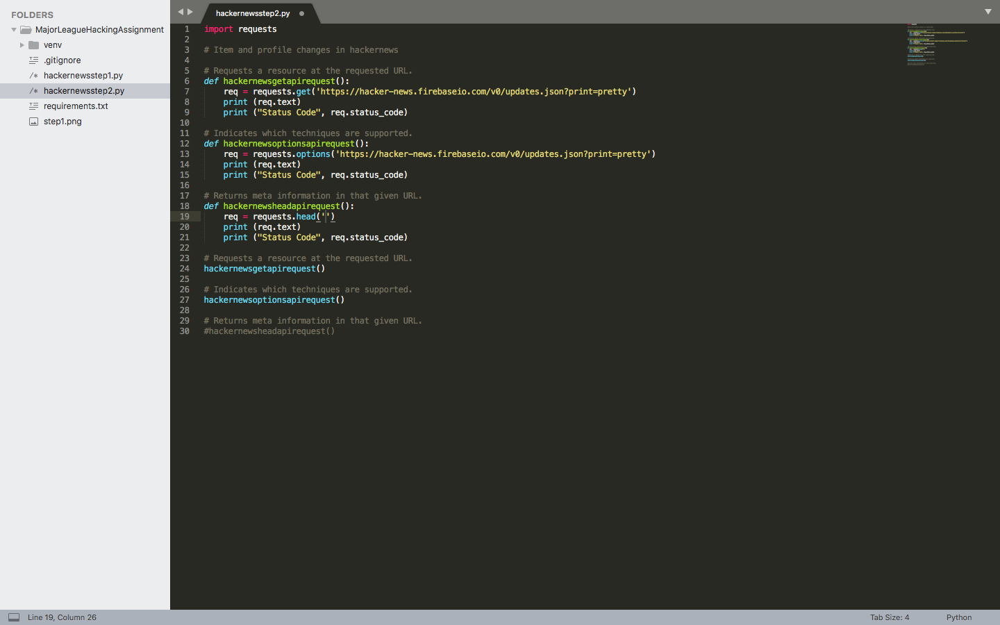 FOLDERS
MajorLeagueHackingAssignment
venv
.gitignore
/* hackernewsstep1.py
/* hackernewsstep2.py
requirements.txt
step1.png
hackernewsstep2.py
1 import requests
2
3 # Item and profile changes in hackernews
4
5 # Requests a resource at the requested URL.
6 def hackernewsgetapirequest():
7     req = requests.get('https://hacker-news.firebaseio.com/v0/updates.json?print=pretty')
8     print (req.text)
9     print ("Status Code", req.status_code)
10
11 # Indicates which techniques are supported.
12 def hackernewsoptionsapirequest():
13     req = requests.options('https://hacker-news.firebaseio.com/v0/updates.json?print=pretty')
14     print (req.text)
15     print ("Status Code", req.status_code)
16
17 # Returns meta information in that given URL.
18 def hackernewsheadapirequest():
19     req = requests.head('')
20     print (req.text)
21     print ("Status Code", req.status_code)
22
23 # Requests a resource at the requested URL.
24 hackernewsgetapirequest()
25
26 # Indicates which techniques are supported.
27 hackernewsoptionsapirequest()
28
29 # Returns meta information in that given URL.
30 #hackernewsheadapirequest()
Line 19, Column 26
Tab Size: 4
Python